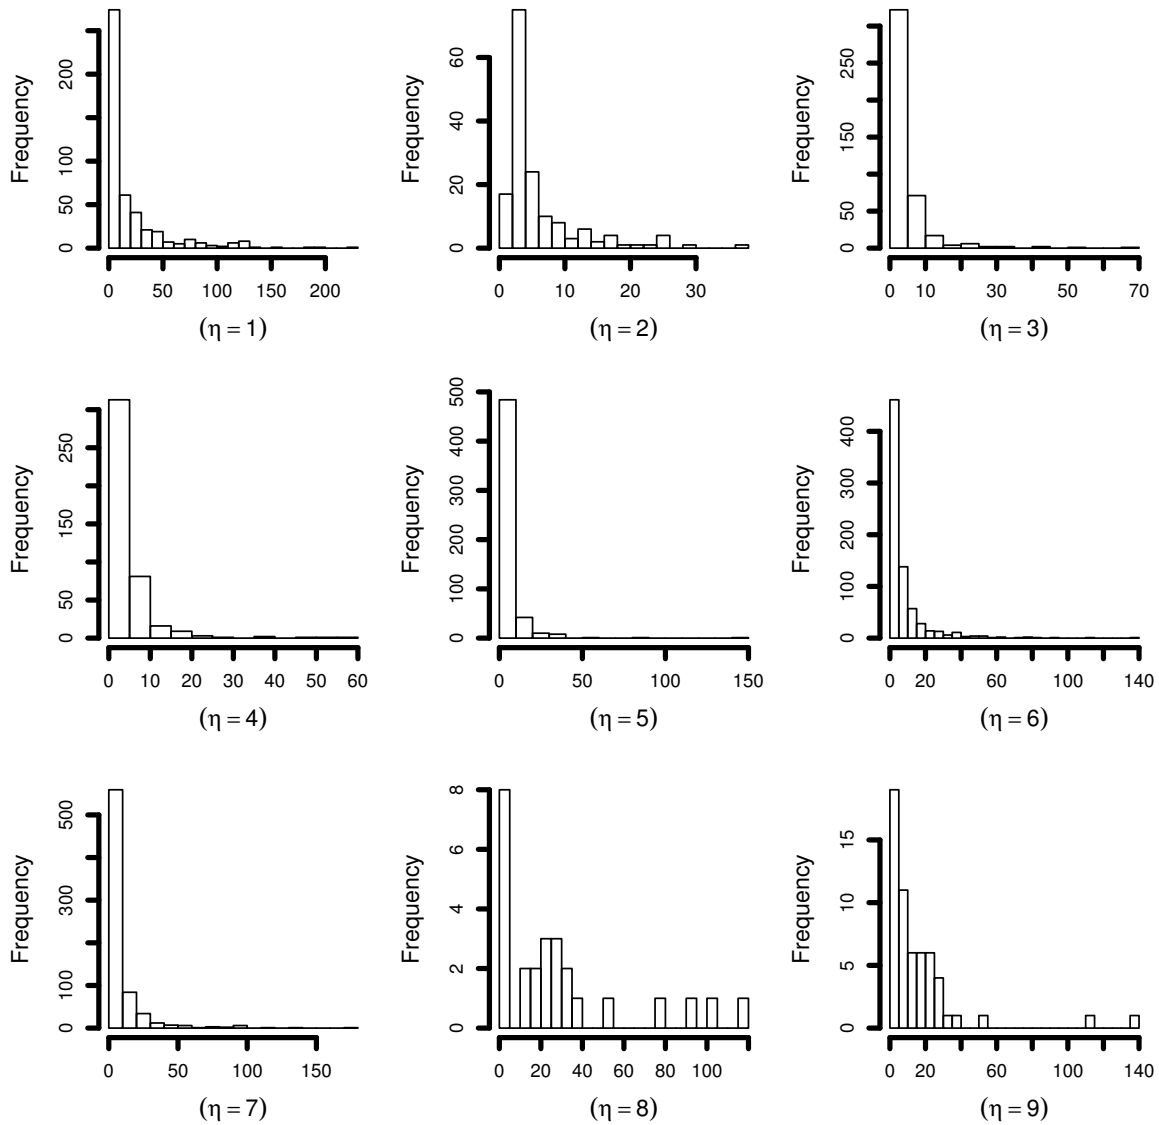 Frequency
0 50 100 200
0 50 100 150 200
(η = 1)
Frequency
0 20 40 60
0 10 20 30
(η = 2)
Frequency
0 50 150 250
0 10 30 50 70
(η = 3)
Frequency
0 50 150 250
0 10 20 30 40 50 60
(η = 4)
Frequency
0 100 200 300 400 500
0 50 100 150
(η = 5)
Frequency
0 100 200 300 400
0 20 60 100 140
(η = 6)
Frequency
0 100 300 500
0 50 100 150
(η = 7)
Frequency
0 2 4 6 8
0 20 40 60 80 100
(η = 8)
Frequency
0 5 10 15
0 20 60 100 140
(η = 9)